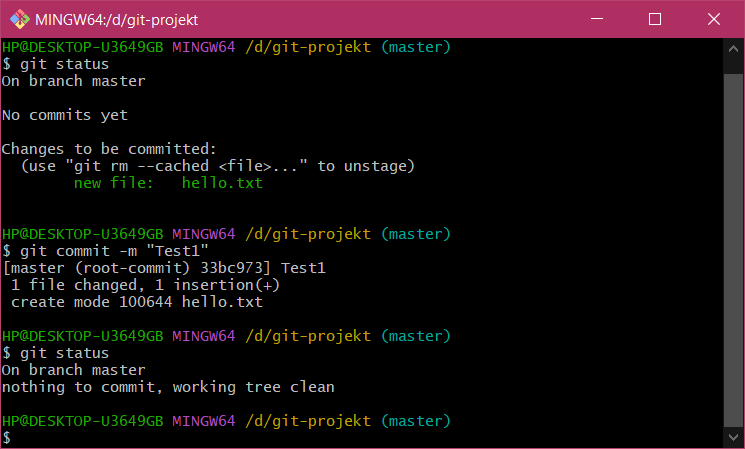 MINGW64:/d/git-projekt
HP@DESKTOP-U3649GB MINGW64 /d/git-projekt (master)
$ git status
On branch master
No commits yet
Changes to be committed:
  (use "git rm --cached <file>..." to unstage)
        new file:   hello.txt
HP@DESKTOP-U3649GB MINGW64 /d/git-projekt (master)
$ git commit -m "Test1"
[master (root-commit) 33bc973] Test1
 1 file changed, 1 insertion(+)
 create mode 100644 hello.txt
HP@DESKTOP-U3649GB MINGW64 /d/git-projekt (master)
$ git status
On branch master
nothing to commit, working tree clean
HP@DESKTOP-U3649GB MINGW64 /d/git-projekt (master)
$